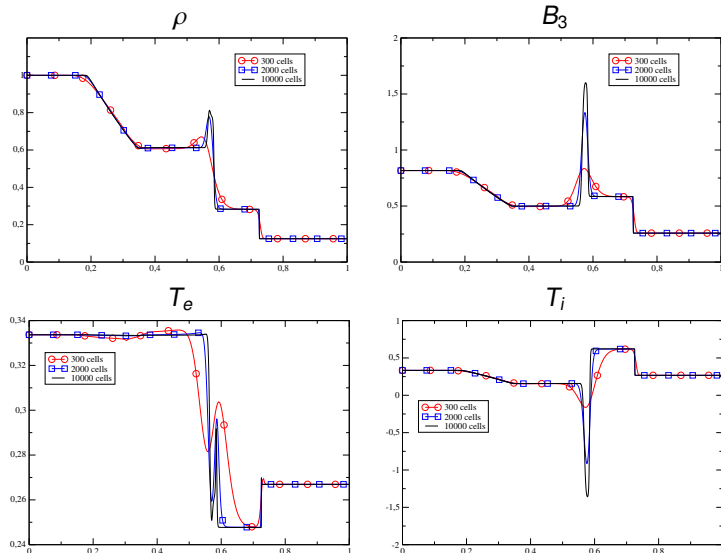 ρ
1
0,8
0,6
0,4
0,2
0
0 0,2 0,4 0,6 0,8 1
300 cells
2000 cells
10000 cells
B3
2
1,5
1
0,5
0
0 0,2 0,4 0,6 0,8 1
300 cells
2000 cells
10000 cells
Te
0,34
0,32
0,3
0,28
0,26
0,24
0 0,2 0,4 0,6 0,8 1
300 cells
2000 cells
10000 cells
Ti
1
0,5
0
-0,5
-1
-1,5
0 0,2 0,4 0,6 0,8 1
300 cells
2000 cells
10000 cells